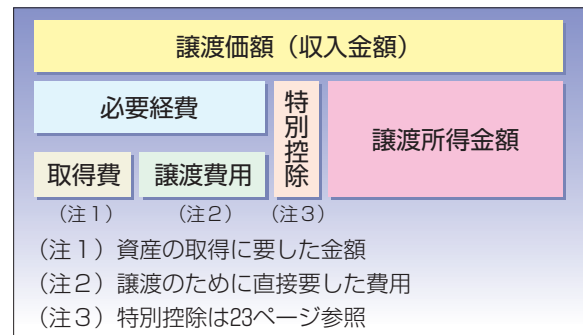 譲渡価額（収入金額）
必要経費
特別控除
譲渡所得金額
取得費
譲渡費用
（注１）
（注２）
（注３）
（注１）資産の取得に要した金額
（注２）譲渡のために直接要した費用
（注３）特別控除は23ページ参照